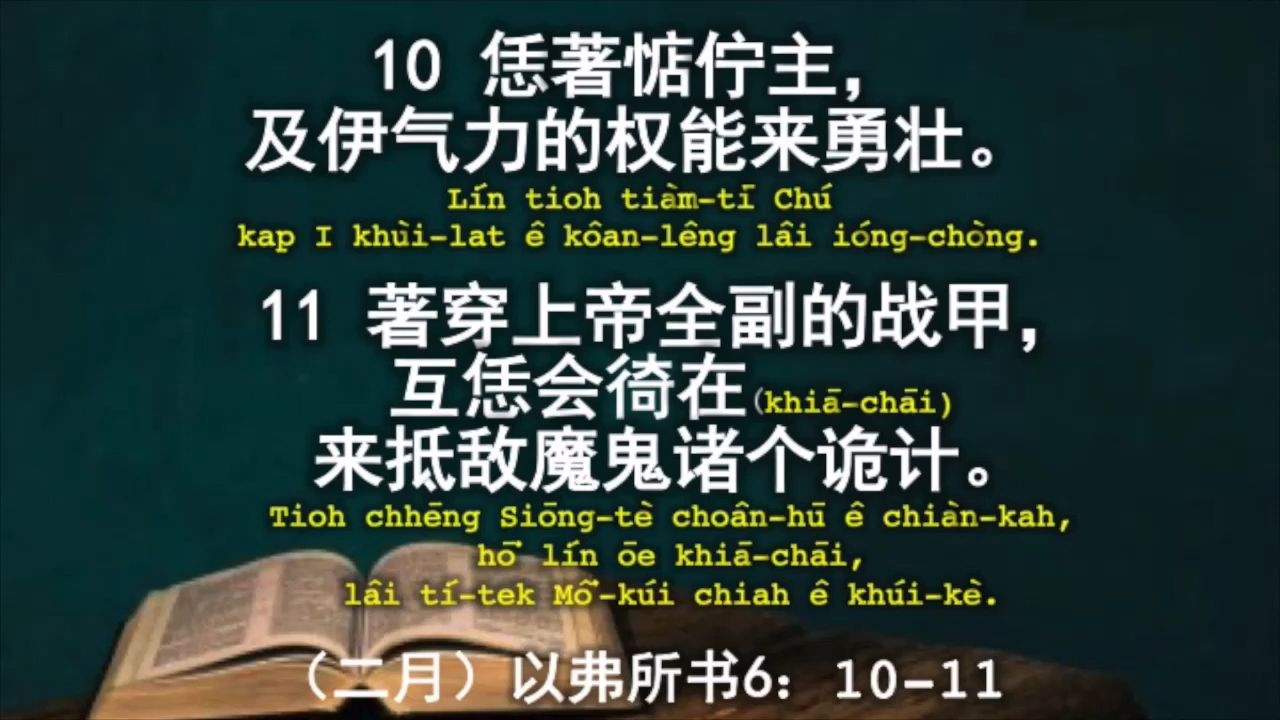 10 恁著惦佇主，
及伊气力的权能来勇壮。
Lín tioh tiàm-tī Chú
kap I khùi-lat ê kôan-lêng lâi ióng-chòng.
11 著穿上帝全副的战甲，
互恁会徛在(khiā-chāi)
来抵敌魔鬼诸个诡计。
Tioh chhēng Siōng-tè choân-hū ê chiàn-kah,
hō͘ lín ōe khiā-chāi,
lâi tí-tek Mô͘-kúi chiah ê khúi-kè.
（二月）以弗所书6：10-11